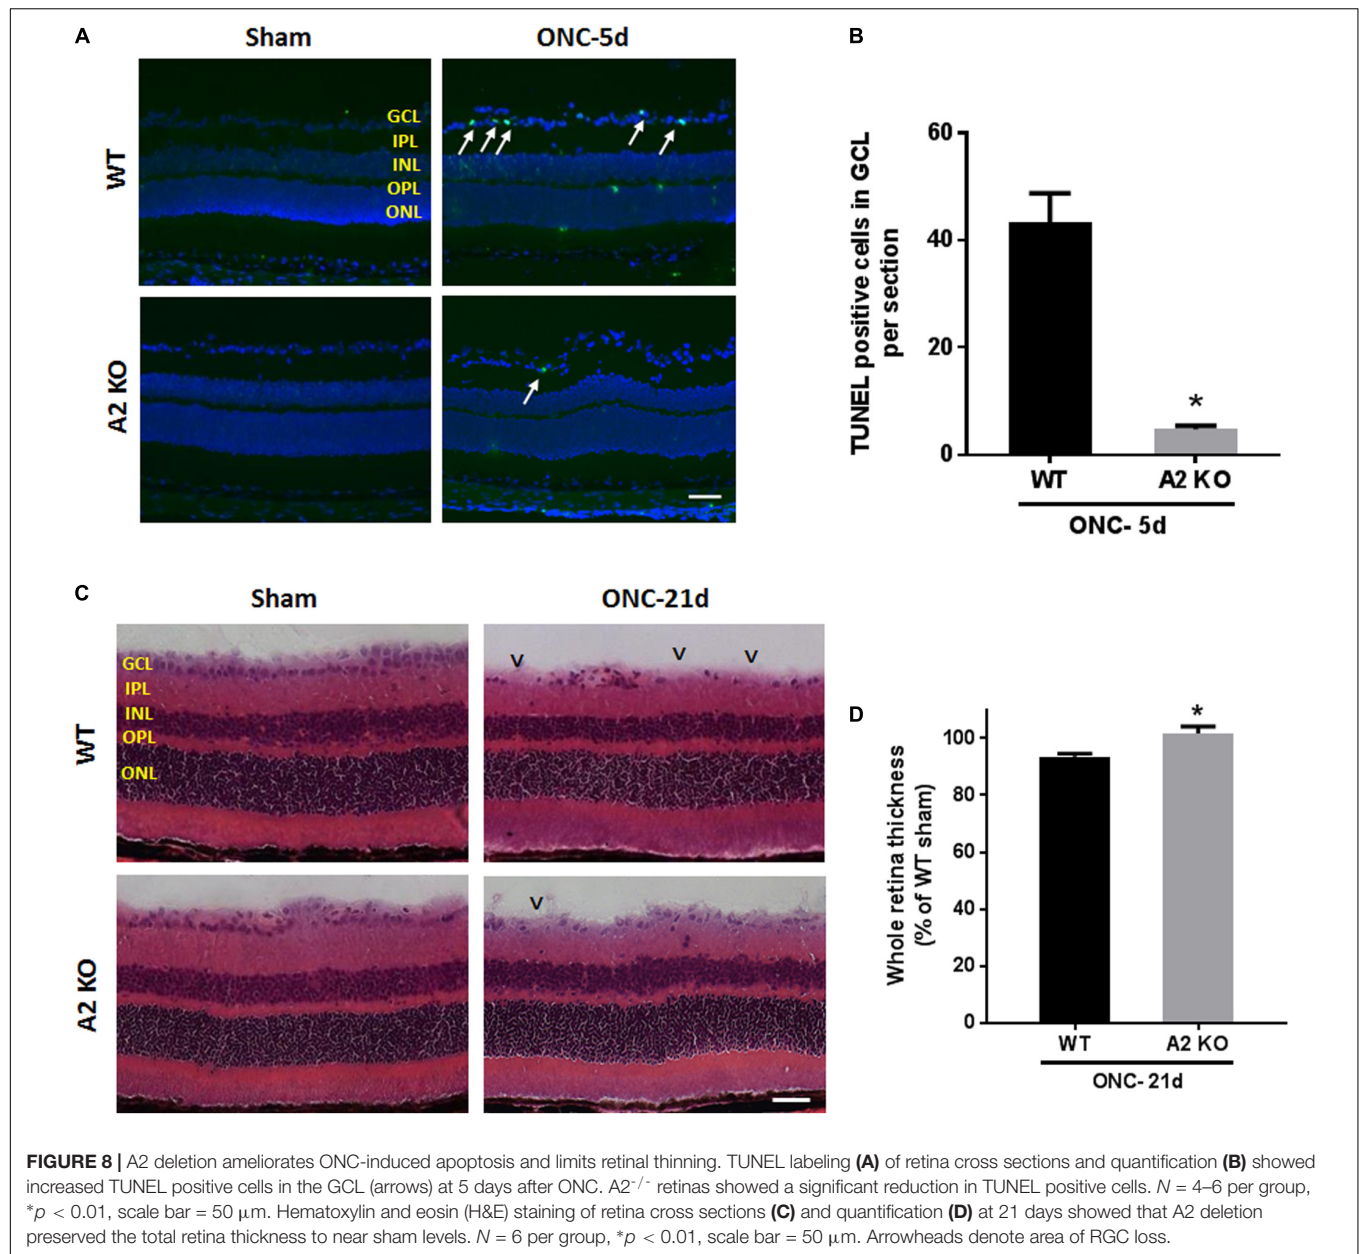 A
Sham
ONC-5d
WT
GCL
IPL
INL
OPL
ONL
A2 KO
B
TUNEL positive cells in GCL
per section
60
40
20
0
*
WT
A2 KO
ONC- 5d
C
Sham
ONC-21d
WT
GCL
IPL
INL
OPL
ONL
V
V
V
A2 KO
V
D
Whole retina thickness
(% of WT sham)
100
80
60
40
20
0
*
WT
A2 KO
ONC- 21d
FIGURE 8 | A2 deletion ameliorates ONC-induced apoptosis and limits retinal thinning. TUNEL labeling (A) of retina cross sections and quantification (B) showed
increased TUNEL positive cells in the GCL (arrows) at 5 days after ONC. A2⁻/⁻ retinas showed a significant reduction in TUNEL positive cells. N = 4–6 per group,
*p < 0.01, scale bar = 50 μm. Hematoxylin and eosin (H&E) staining of retina cross sections (C) and quantification (D) at 21 days showed that A2 deletion
preserved the total retina thickness to near sham levels. N = 6 per group, *p < 0.01, scale bar = 50 μm. Arrowheads denote area of RGC loss.